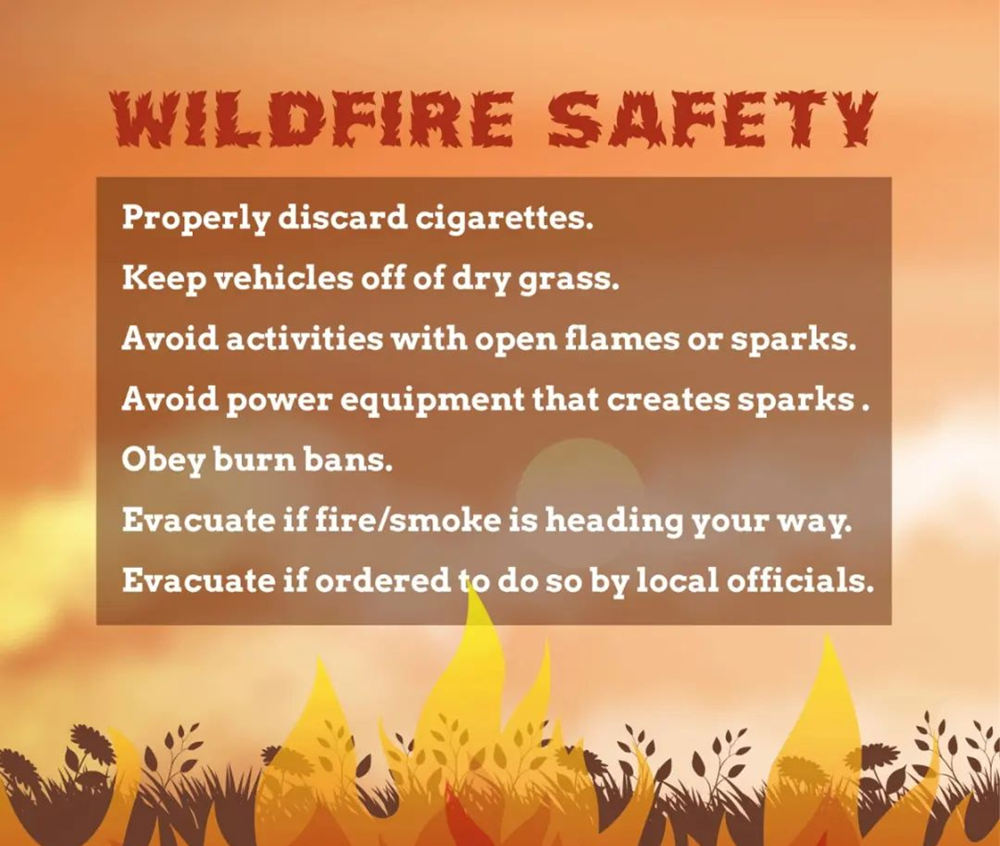 WILDFIRE SAFETY
Properly discard cigarettes.
Keep vehicles off of dry grass.
Avoid activities with open flames or sparks.
Avoid power equipment that creates sparks .
Obey burn bans.
Evacuate if fire/smoke is heading your way.
Evacuate if ordered to do so by local officials.